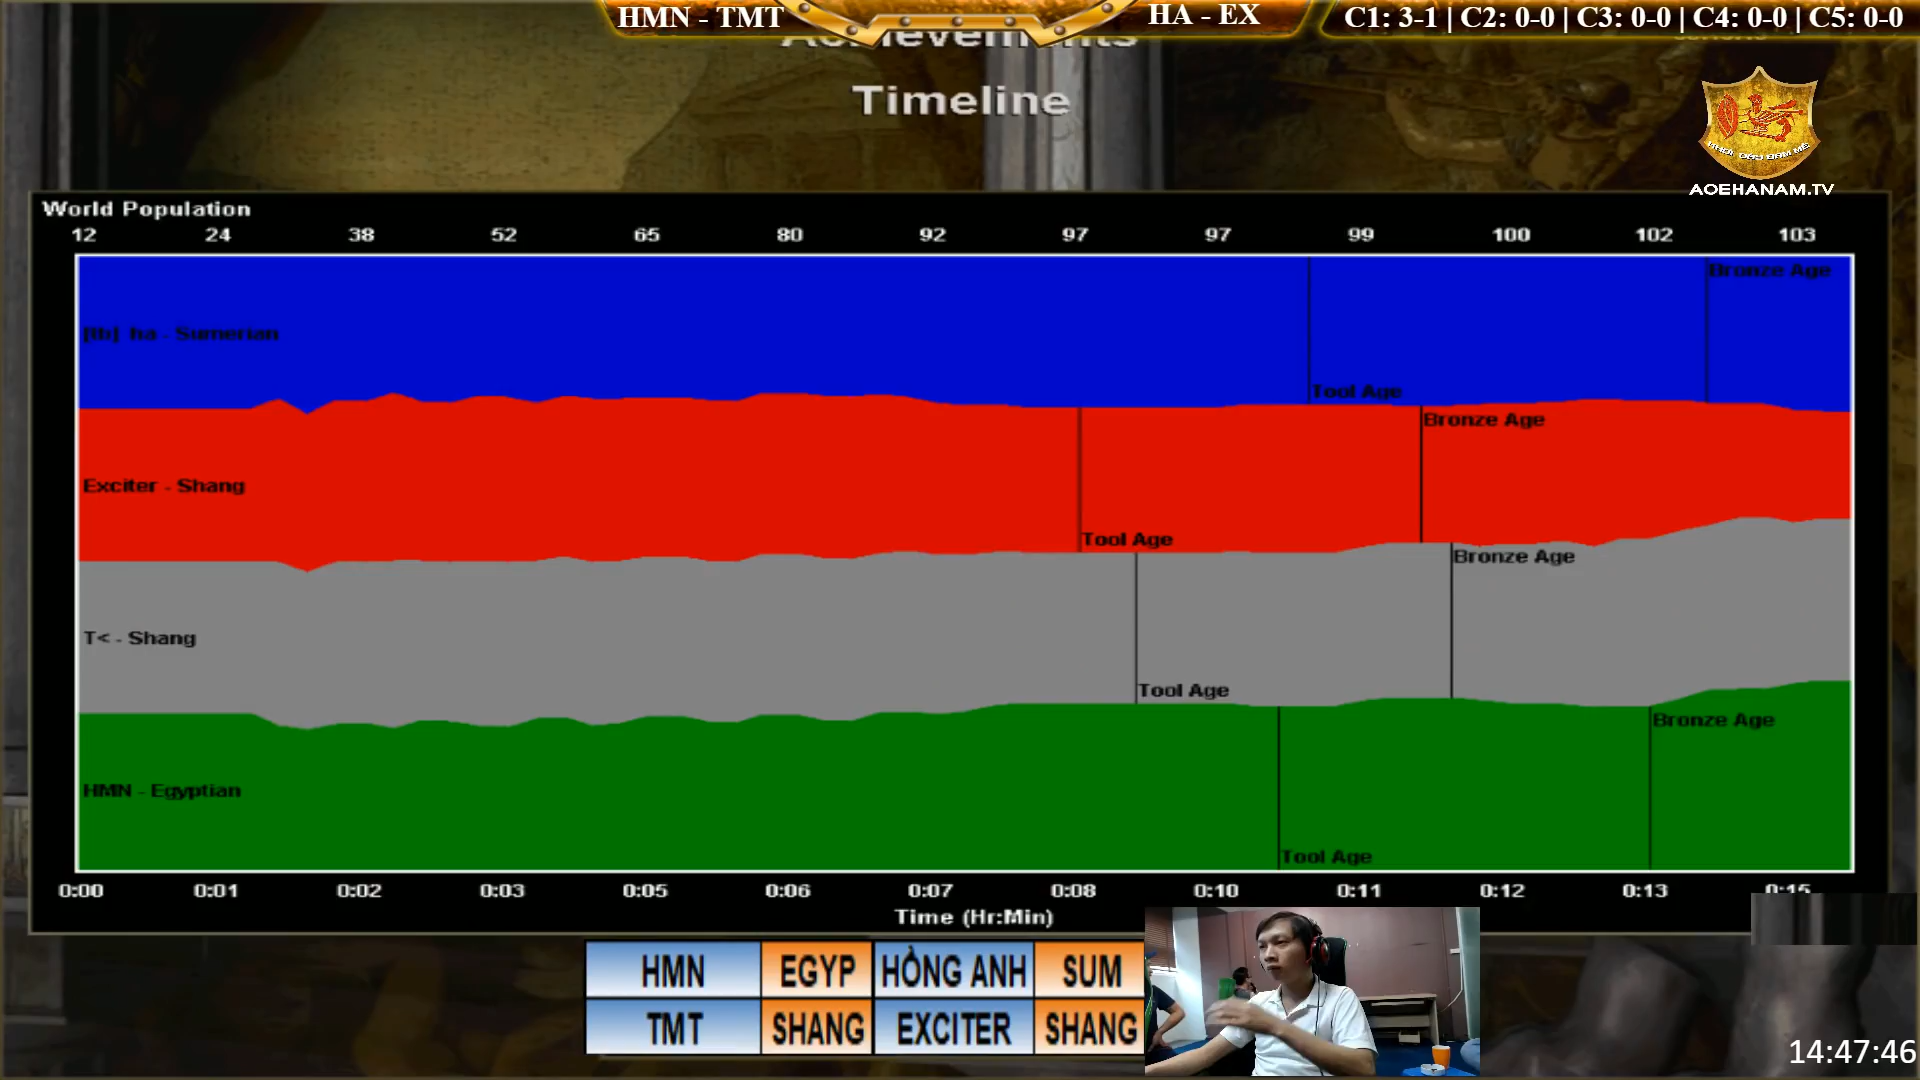 HMN - TMT
HA - EX
C1: 3-1 | C2: 0-0 | C3: 0-0 | C4: 0-0 | C5: 0-0
Achievements
Timeline
AOEHANAM.TV
World Population
12 24 38 52 65 80 92 97 97 99 100 102 103
Bronze Age
ha - Sumerian
Tool Age
Bronze Age
Exciter - Shang
Tool Age
Bronze Age
T< - Shang
Tool Age
Bronze Age
HMN - Egyptian
Tool Age
0:00 0:01 0:02 0:03 0:05 0:06 0:07 0:08 0:10 0:11 0:12 0:13 0:15
Time (Hr:Min)
HMN EGYP HỒNG ANH SUM
TMT SHANG EXCITER SHANG
14:47:46